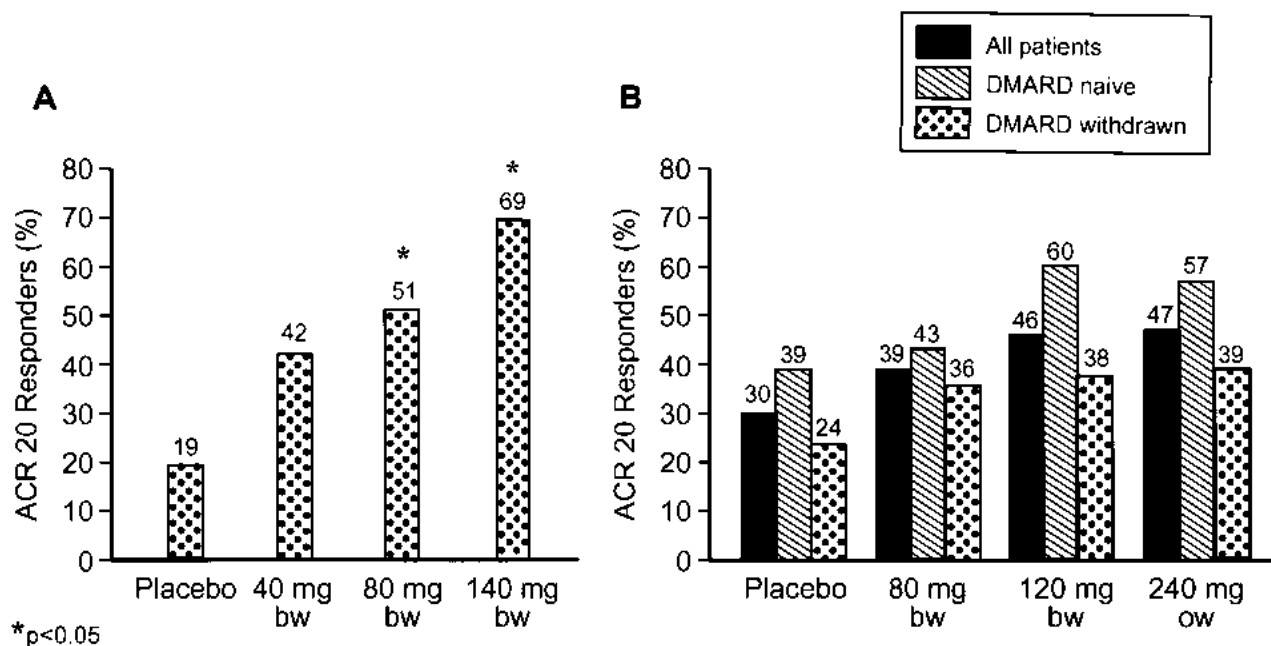 All patients
DMARD naive
DMARD withdrawn
A
ACR 20 Responders (%)
80
70
60
50
40
30
20
10
0
19
42
*
51
*
69
Placebo 40 mg 80 mg 140 mg
bw bw bw
*p<0.05
B
ACR 20 Responders (%)
80
70
60
50
40
30
20
10
0
30 39 24
39 43 36
46 60 38
47 57 39
Placebo 80 mg 120 mg 240 mg
bw bw ow